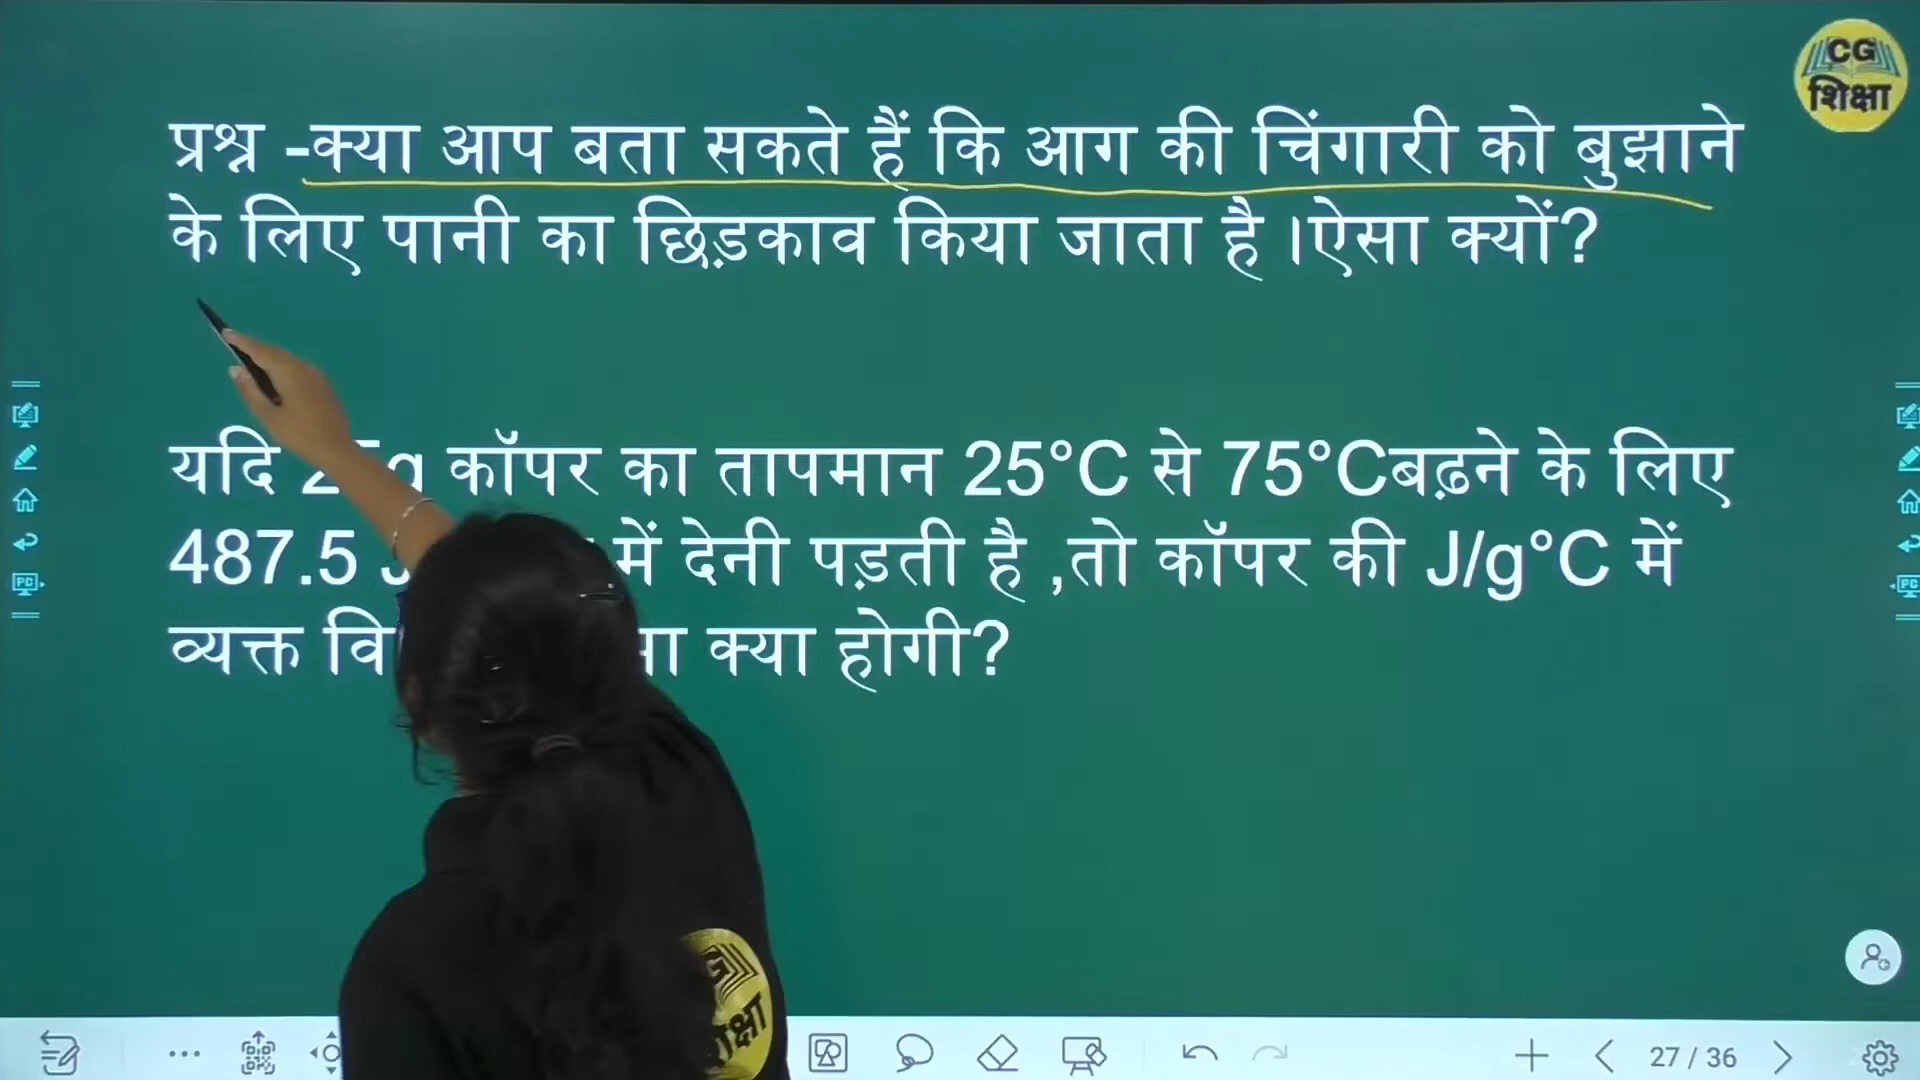 CG
शिक्षा
प्रश्न -क्या आप बता सकते हैं कि आग की चिंगारी को बुझाने
के लिए पानी का छिड़काव किया जाता है ।ऐसा क्यों?
यदि कॉपर का तापमान 25°C से 75°Cबढ़ने के लिए
487.5 में देनी पड़ती है ,तो कॉपर की J/g°C में
व्यक्त क्या होगी?
27 / 36